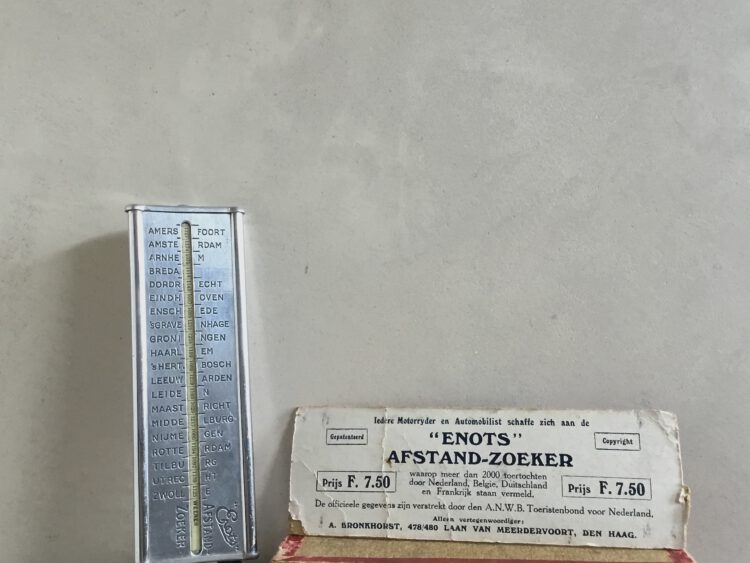 AMERS FOORT
AMSTE RDAM
ARNHE M
BREDA
DORDR ECHT
EINDH OVEN
ENSCH EDE
'sGRAVE NHAGE
GRONI NGEN
HAARL EM
'sHERT. BOSCH
LEEUW ARDEN
LEIDE N
MAAST RICHT
MIDDE LBURG
NIJME GEN
ROTTE RDAM
TILBU RG
UTREC HT
ZWOLL E
"Enots"
AFSTAND-
ZOEKER
Iedere Motorryder en Automobilist schaffe zich aan de
Gepatenteerd
"ENOTS"
Copyright
AFSTAND-ZOEKER
waarop meer dan 2000 toertochten
door Nederland, Belgie, Duitschland
en Frankrijk staan vermeld.
Prijs F. 7.50
Prijs F. 7.50
De officieele gegevens zijn verstrekt door den A.N.W.B. Toeristenbond voor Nederland.
Alleen vertegenwoordiger:
A. BRONKHORST, 478/480 LAAN VAN MEERDERVOORT, DEN HAAG.